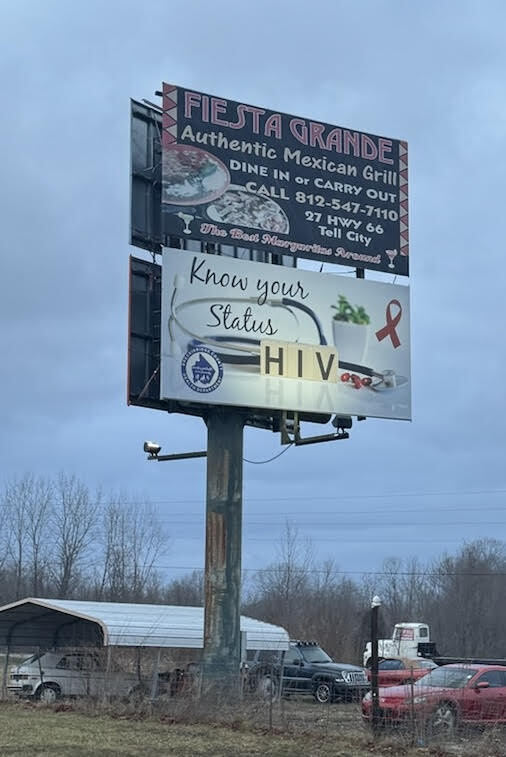 FIESTA GRANDE
Authentic Mexican Grill
DINE IN or CARRY OUT
CALL 812-547-7110
27 HWY 66
Tell City
The Best Margaritas Around
Know your
Status
HIV